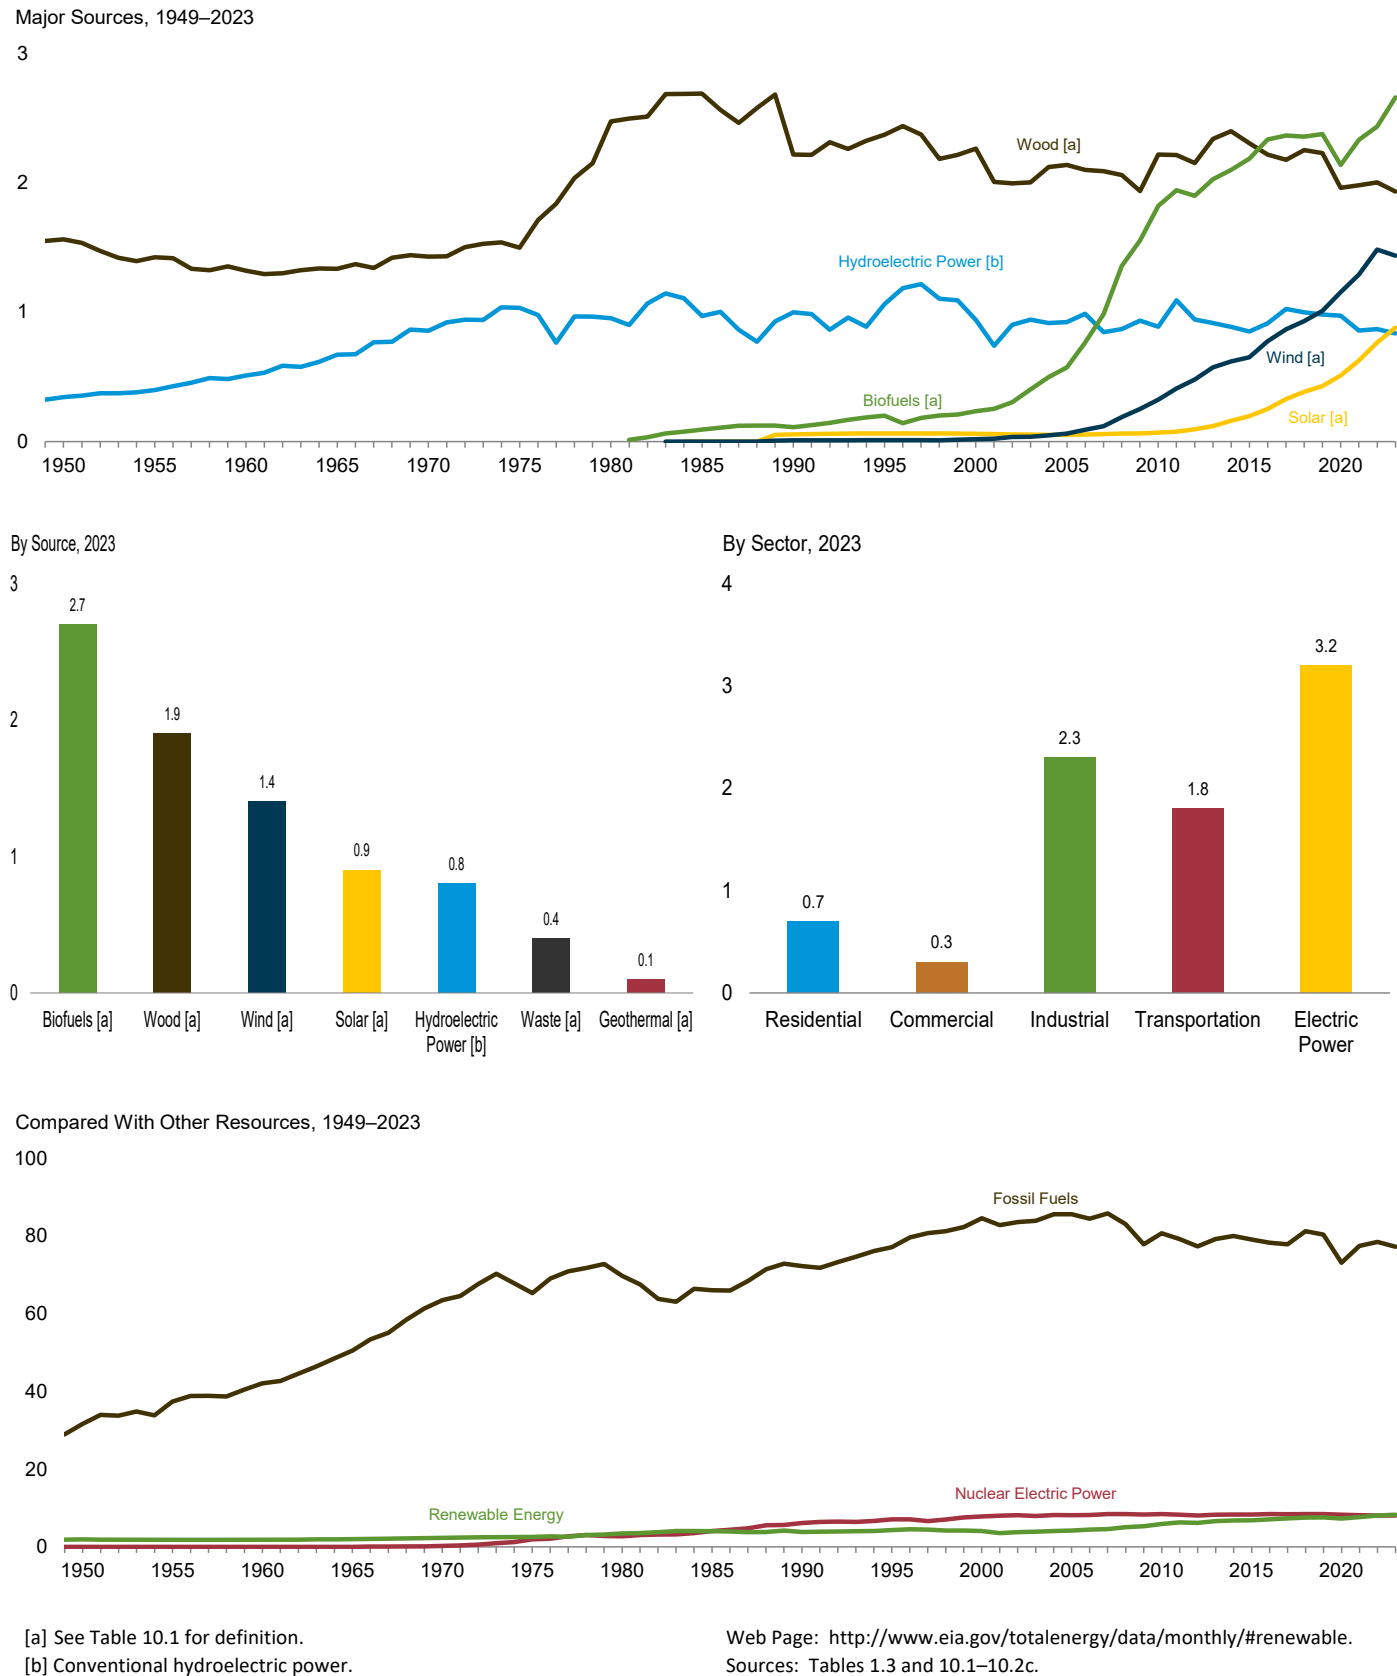 Major Sources, 1949–2023
3
Wood [a]
2
Hydroelectric Power [b]
1
Wind [a]
Biofuels [a]
Solar [a]
0
1950 1955 1960 1965 1970 1975 1980 1985 1990 1995 2000 2005 2010 2015 2020
By Source, 2023
3
2.7
2
1.9
1.4
1
0.9
0.8
0.4
0.1
0
Biofuels [a] Wood [a] Wind [a] Solar [a] Hydroelectric Waste [a] Geothermal [a]
Power [b]
By Sector, 2023
4
3.2
3
2.3
2
1.8
1
0.7
0.3
0
Residential Commercial Industrial Transportation Electric
Power
Compared With Other Resources, 1949–2023
100
Fossil Fuels
80
60
40
20
Nuclear Electric Power
Renewable Energy
0
1950 1955 1960 1965 1970 1975 1980 1985 1990 1995 2000 2005 2010 2015 2020
[a] See Table 10.1 for definition.
[b] Conventional hydroelectric power.
Web Page: http://www.eia.gov/totalenergy/data/monthly/#renewable.
Sources: Tables 1.3 and 10.1–10.2c.